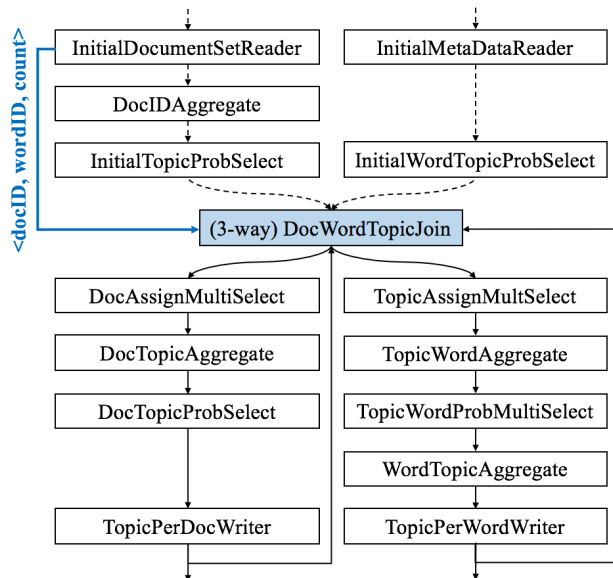 <docID, wordID, count>
InitialDocumentSetReader
InitialMetaDataReader
DocIDAggregate
InitialTopicProbSelect
InitialWordTopicProbSelect
(3-way) DocWordTopicJoin
DocAssignMultiSelect
TopicAssignMultSelect
DocTopicAggregate
TopicWordAggregate
DocTopicProbSelect
TopicWordProbMultiSelect
WordTopicAggregate
TopicPerDocWriter
TopicPerWordWriter